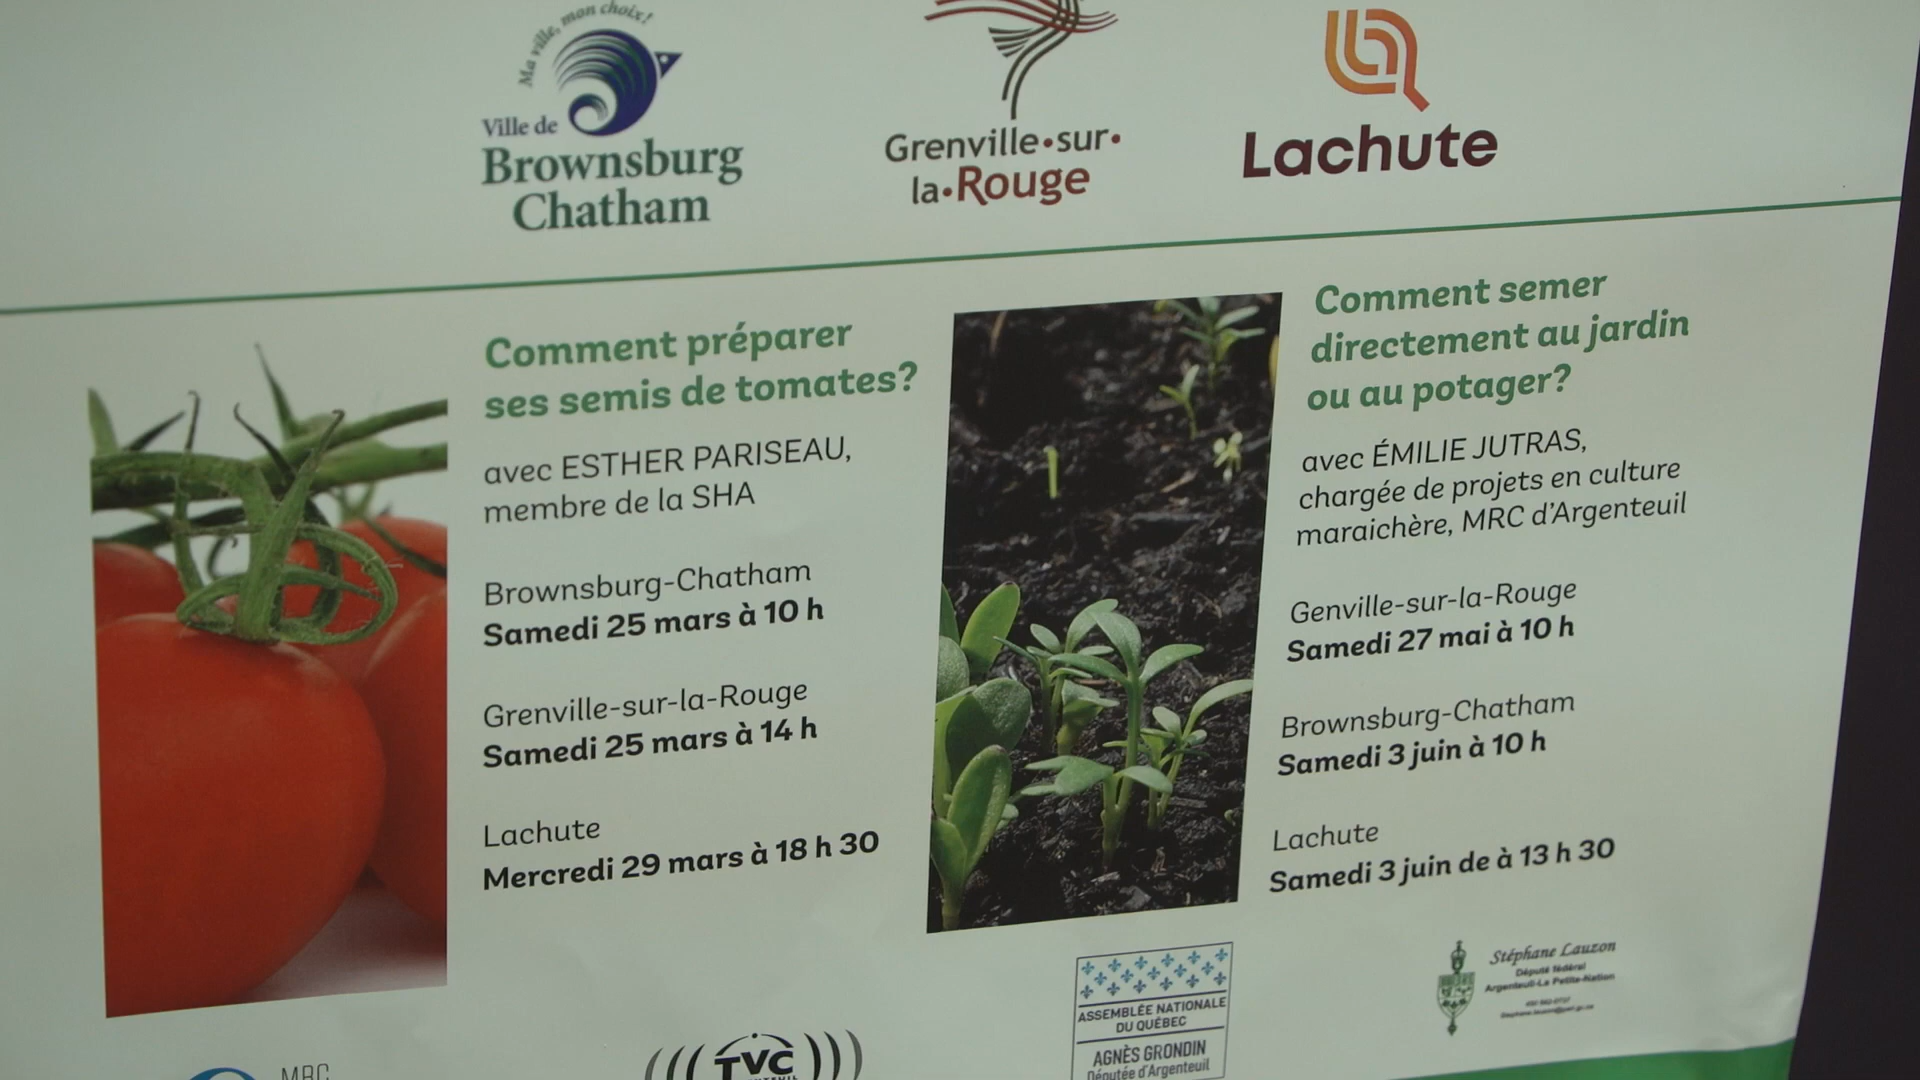 Ma ville, mon choix!
Ville de
Brownsburg
Chatham
Grenville•sur•
la•Rouge
Lachute
Comment préparer
ses semis de tomates?
avec ESTHER PARISEAU,
membre de la SHA
Brownsburg-Chatham
Samedi 25 mars à 10 h
Grenville-sur-la-Rouge
Samedi 25 mars à 14 h
Lachute
Mercredi 29 mars à 18 h 30
Comment semer
directement au jardin
ou au potager?
avec ÉMILIE JUTRAS,
chargée de projets en culture
maraichère, MRC d'Argenteuil
Genville-sur-la-Rouge
Samedi 27 mai à 10 h
Brownsburg-Chatham
Samedi 3 juin à 10 h
Lachute
Samedi 3 juin de à 13 h 30
MRC
TVC
ASSEMBLÉE NATIONALE
DU QUÉBEC
AGNÈS GRONDIN
Députée d'Argenteuil
Stéphane Lauzon
Député fédéral
Argenteuil-La Petite-Nation